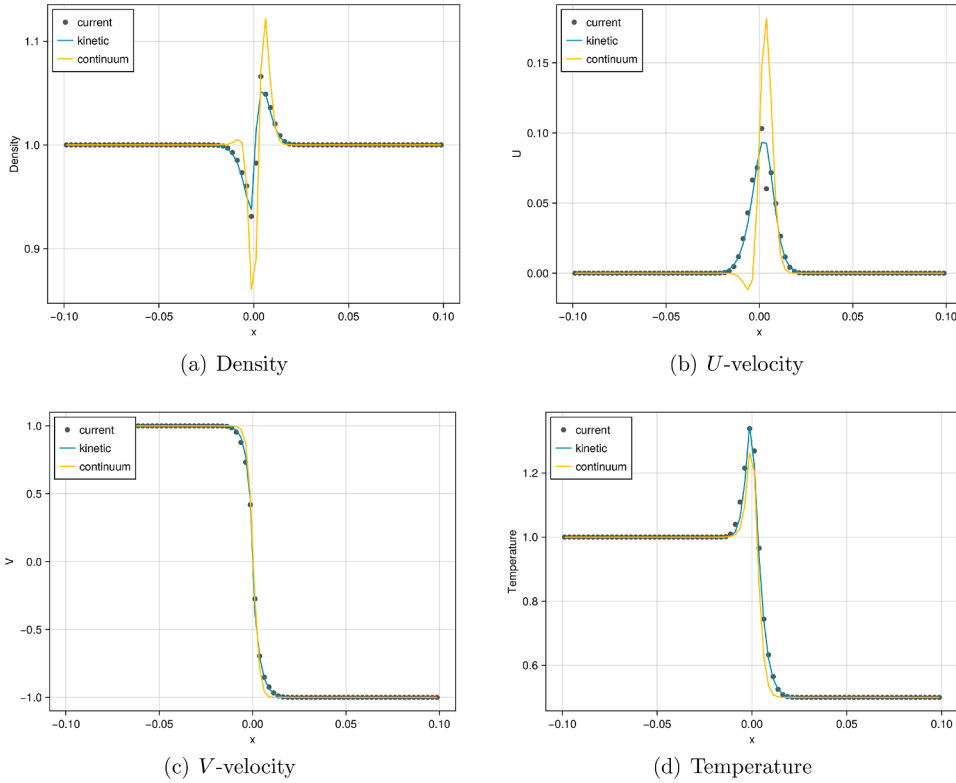 current
kinetic
continuum
1.1
1.0
0.9
Density
-0.10
-0.05
0.00
0.05
0.10
x
(a) Density
current
kinetic
continuum
0.15
0.10
0.05
0.00
U
-0.10
-0.05
0.00
0.05
0.10
x
(b) U-velocity
current
kinetic
continuum
1.0
0.5
0.0
-0.5
-1.0
V
-0.10
-0.05
0.00
0.05
0.10
x
(c) V-velocity
current
kinetic
continuum
1.2
1.0
0.8
0.6
Temperature
-0.10
-0.05
0.00
0.05
0.10
x
(d) Temperature